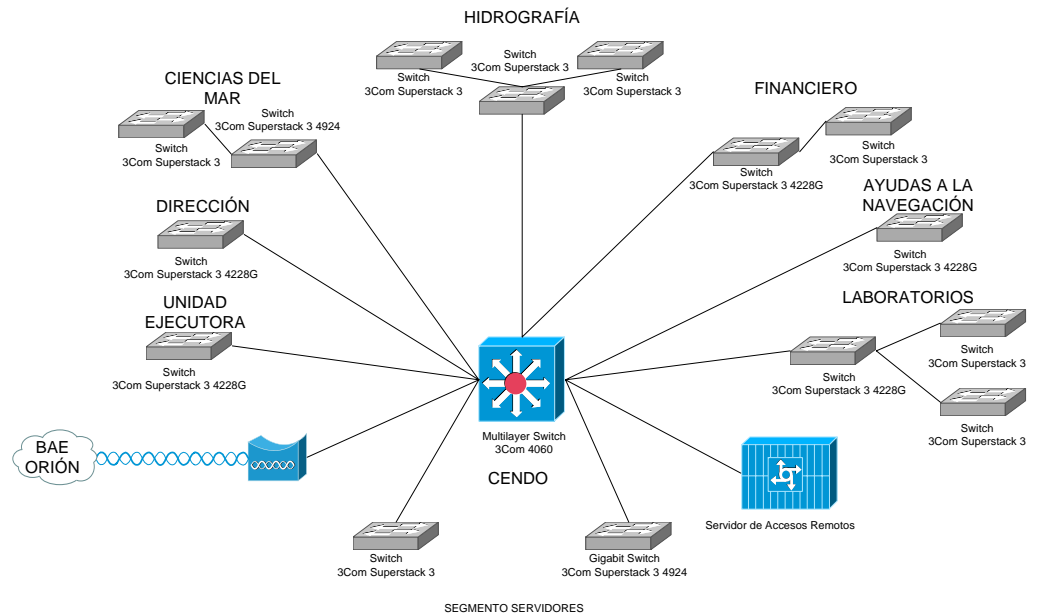 HIDROGRAFÍA
Switch
3Com Superstack 3
Switch
3Com Superstack 3
Switch
3Com Superstack 3
CIENCIAS DEL
MAR
Switch
3Com Superstack 3 4924
Switch
3Com Superstack 3
FINANCIERO
Switch
3Com Superstack 3
Switch
3Com Superstack 3 4228G
AYUDAS A LA
NAVEGACIÓN
Switch
3Com Superstack 3 4228G
DIRECCIÓN
Switch
3Com Superstack 3 4228G
UNIDAD
EJECUTORA
Switch
3Com Superstack 3 4228G
LABORATORIOS
Switch
3Com Superstack 3
Switch
3Com Superstack 3 4228G
Switch
3Com Superstack 3
Multilayer Switch
3Com 4060
CENDO
BAE
ORIÓN
Servidor de Accesos Remotos
Switch
3Com Superstack 3
Gigabit Switch
3Com Superstack 3 4924
SEGMENTO SERVIDORES